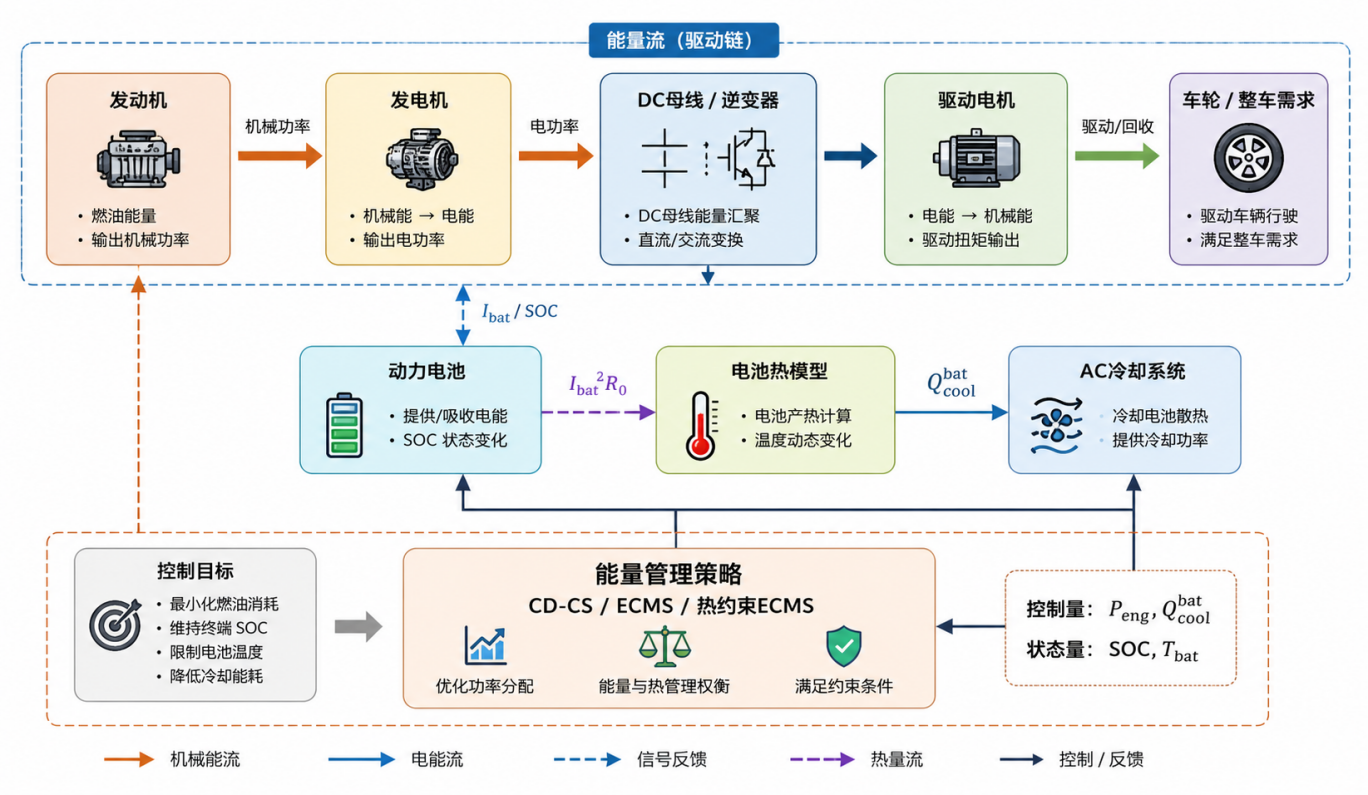 能量流（驱动链）
发动机
• 燃油能量
• 输出机械功率
机械功率
发电机
• 机械能 → 电能
• 输出电功率
电功率
DC母线 / 逆变器
• DC母线能量汇聚
• 直流/交流变换
驱动电机
• 电能 → 机械能
• 驱动扭矩输出
驱动/回收
车轮 / 整车需求
• 驱动车辆行驶
• 满足整车需求
I_bat / SOC
动力电池
• 提供/吸收电能
• SOC 状态变化
I_bat² R₀
电池热模型
• 电池产热计算
• 温度动态变化
Q_cool^bat
AC冷却系统
• 冷却电池散热
• 提供冷却功率
控制目标
• 最小化燃油消耗
• 维持终端 SOC
• 限制电池温度
• 降低冷却能耗
能量管理策略
CD-CS / ECMS / 热约束ECMS
优化功率分配
能量与热管理权衡
满足约束条件
控制量： P_eng, Q_cool^bat
状态量： SOC, T_bat
机械能流
电能流
信号反馈
热量流
控制 / 反馈